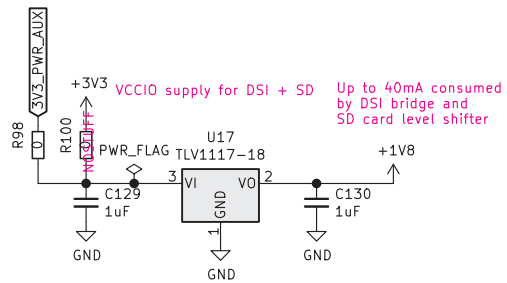 3V3_PWR_AUX
+3V3
VCCIO supply for DSI + SD
Up to 40mA consumed
by DSI bridge and
SD card level shifter
R98
0
R100
0
NOSTUFF
PWR_FLAG
U17
TLV1117-18
+1V8
3
VI
VO
2
GND
1
C129
1uF
C130
1uF
GND
GND
GND